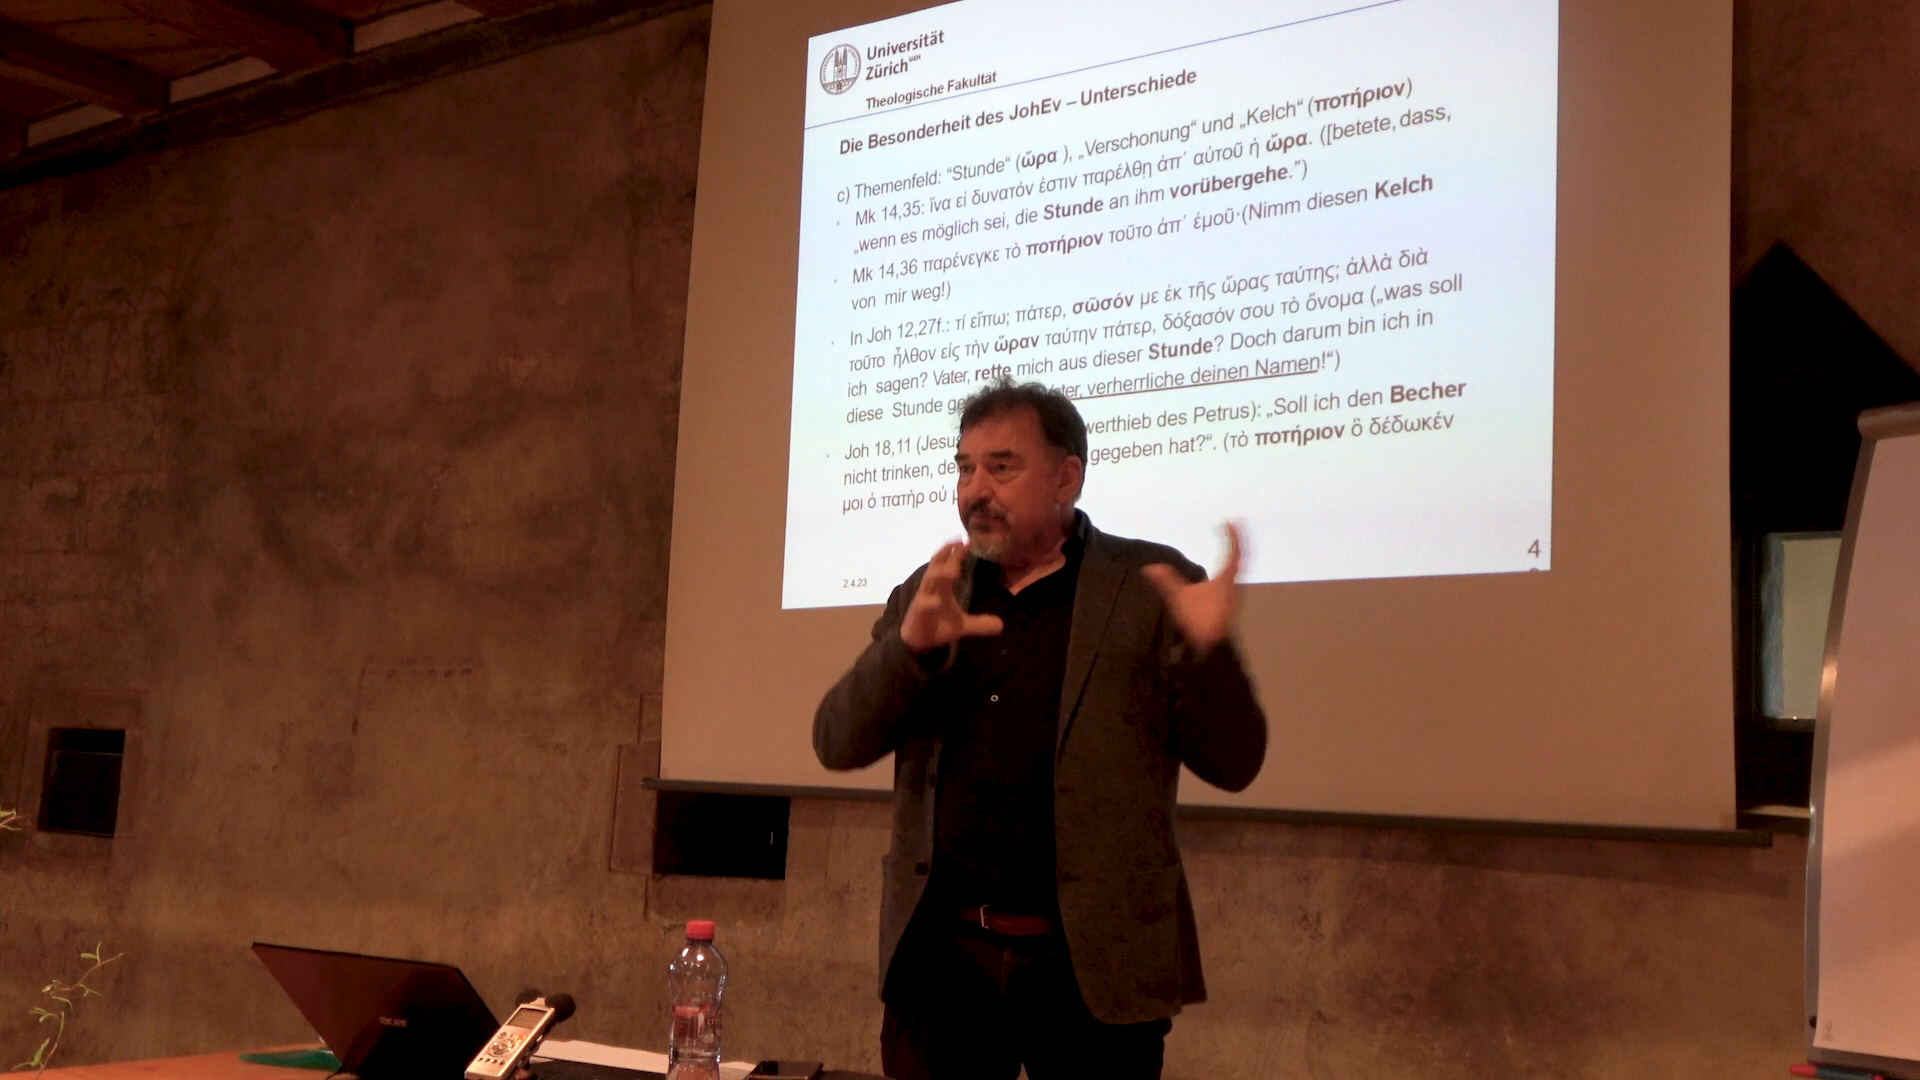 Universität
Zürich UZH
Theologische Fakultät
Die Besonderheit des JohEv – Unterschiede
c) Themenfeld: “Stunde“ (ὥρα ), „Verschonung“ und „Kelch“ (ποτήριον)
Mk 14,35: ἵνα εἰ δυνατόν ἐστιν παρέλθῃ ἀπ᾽ αὐτοῦ ἡ ὥρα. ([betete, dass,
„wenn es möglich sei, die Stunde an ihm vorübergehe.”)
Mk 14,36 παρένεγκε τὸ ποτήριον τοῦτο ἀπ᾽ ἐμοῦ·(Nimm diesen Kelch
von mir weg!)
In Joh 12,27f.: τί εἴπω; πάτερ, σῶσόν με ἐκ τῆς ὥρας ταύτης; ἀλλὰ διὰ
τοῦτο ἦλθον εἰς τὴν ὥραν ταύτην πάτερ, δόξασόν σου τὸ ὄνομα („was soll
ich sagen? Vater, rette mich aus dieser Stunde? Doch darum bin ich in
diese Stunde ge ter, verherrliche deinen Namen!“)
Joh 18,11 (Jesu werthieb des Petrus): „Soll ich den Becher
nicht trinken, de gegeben hat?“. (τὸ ποτήριον ὃ δέδωκέν
μοι ὁ πατὴρ οὐ μ
2.4.23
4